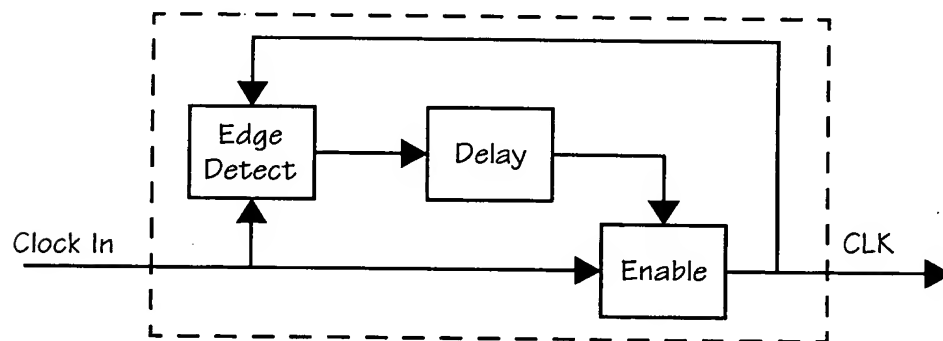 Edge
Detect
Delay
Clock In
Enable
CLK